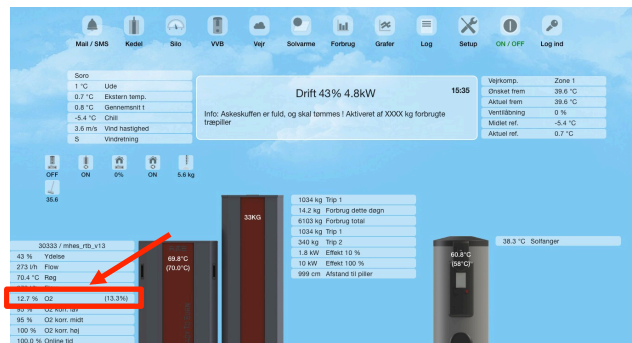 Mail / SMS Kedel Silo VVB Vejr Solvarme Forbrug Grafer Log Setup ON / OFF Log ind
Soro
1 °C Ude
0.7 °C Ekstern temp.
0.8 °C Gennemsnit t
-5.4 °C Chill
3.6 m/s Vind hastighed
S Vindretning
Drift 43% 4.8kW 15:35
Info: Askeskuffen er fuld, og skal tømmes ! Aktiveret af XXXX kg forbrugte
træpiller
Vejrkomp. Zone 1
Ønsket frem 39.6 °C
Aktuel frem 39.6 °C
Ventilåbning 0 %
Midlet ref. -5.4 °C
Aktuel ref. 0.7 °C
OFF ON 0% ON 5.6 kg
35.6
30333 / mhes_rtb_v13
43 % Ydelse
273 l/h Flow
70.4 °C Røg
12.7 % O2 (13.3%)
95 % O2 korr. lav
95 % O2 korr. midt
100 % O2 korr. høj
100.0 % Online tid
69.8°C
(70.0°C)
33KG
1034 kg Trip 1
14.2 kg Forbrug dette døgn
6103 kg Forbrug total
1034 kg Trip 1
340 kg Trip 2
1.8 kW Effekt 10 %
10 kW Effekt 100 %
999 cm Afstand til piller
60.8°C
(58°C)
38.3 °C Solfanger